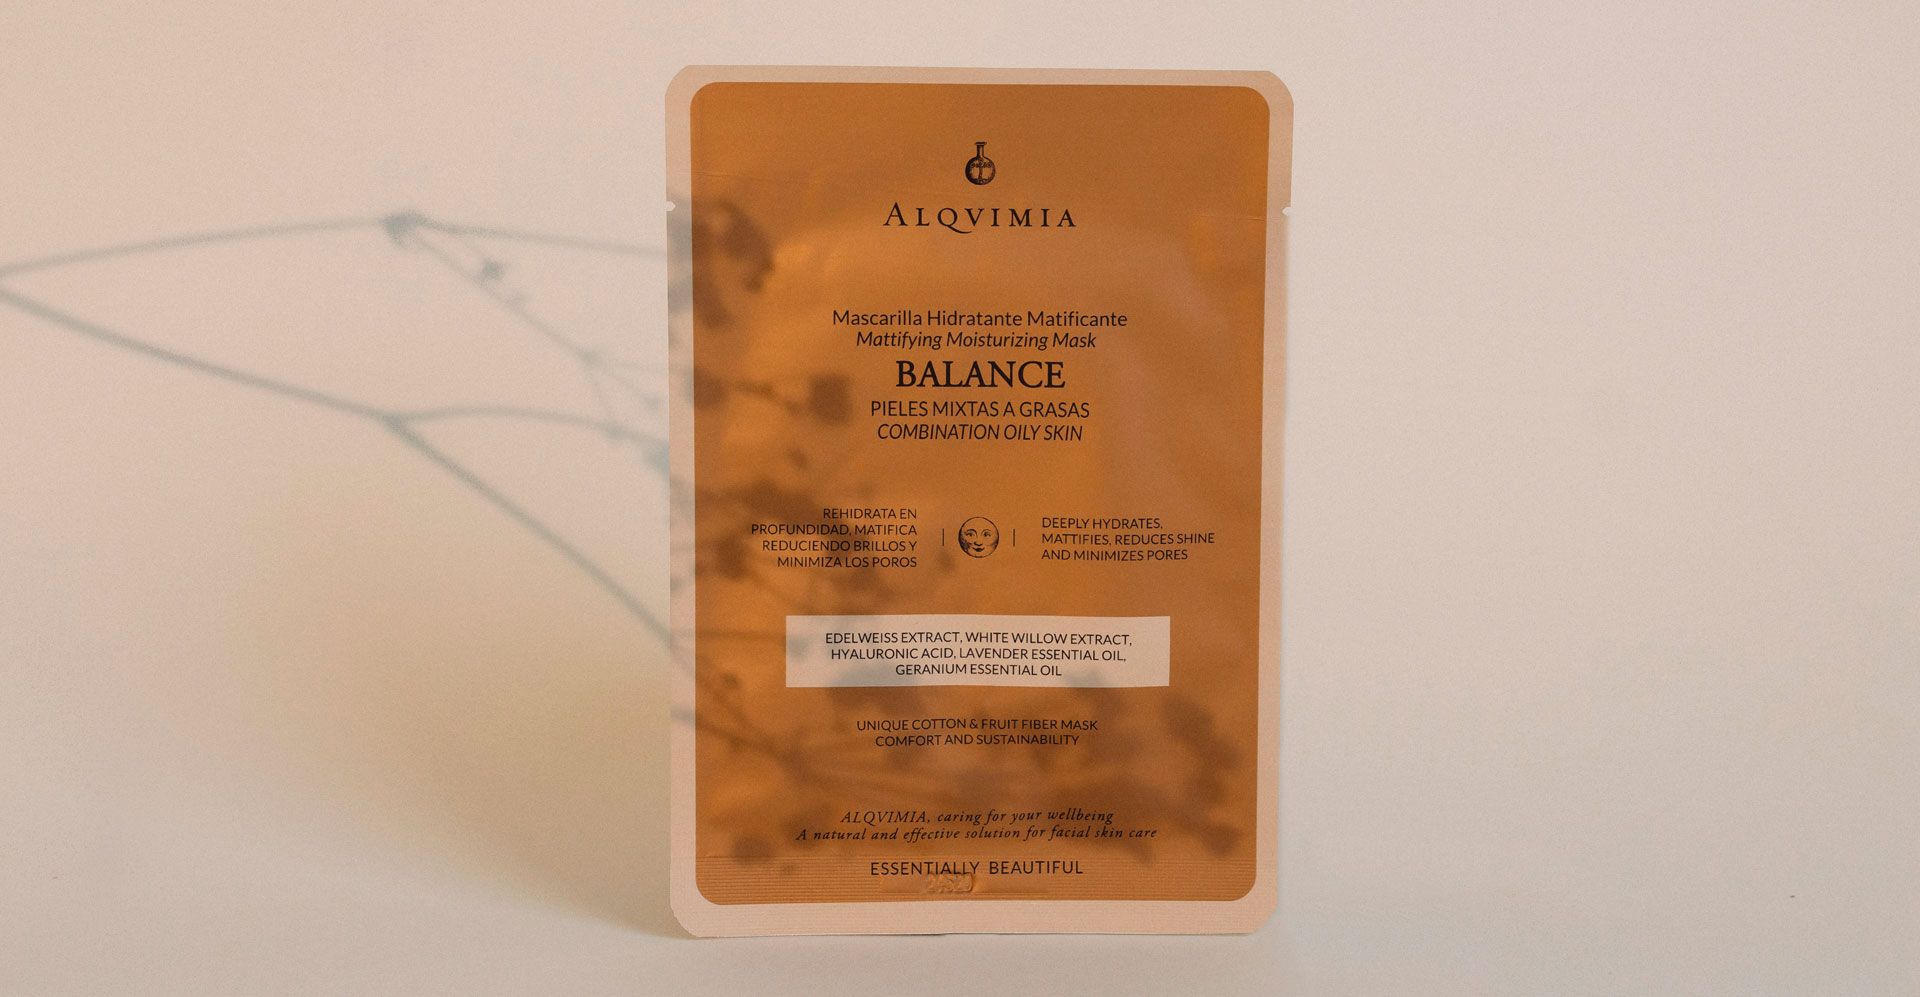 ALQVIMIA
Mascarilla Hidratante Matificante
Mattifying Moisturizing Mask
BALANCE
PIELES MIXTAS A GRASAS
COMBINATION OILY SKIN
REHIDRATA EN
PROFUNDIDAD, MATIFICA
REDUCIENDO BRILLOS Y
MINIMIZA LOS POROS
DEEPLY HYDRATES,
MATTIFIES, REDUCES SHINE
AND MINIMIZES PORES
EDELWEISS EXTRACT, WHITE WILLOW EXTRACT,
HYALURONIC ACID, LAVENDER ESSENTIAL OIL,
GERANIUM ESSENTIAL OIL
UNIQUE COTTON & FRUIT FIBER MASK
COMFORT AND SUSTAINABILITY
ALQVIMIA, caring for your wellbeing
A natural and effective solution for facial skin care
ESSENTIALLY BEAUTIFUL